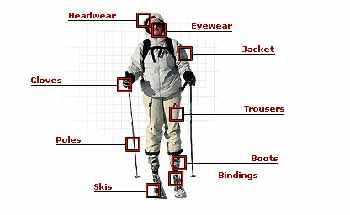 Headwear
Eyewear
Jacket
Gloves
Trousers
Poles
Boots
Bindings
Skis